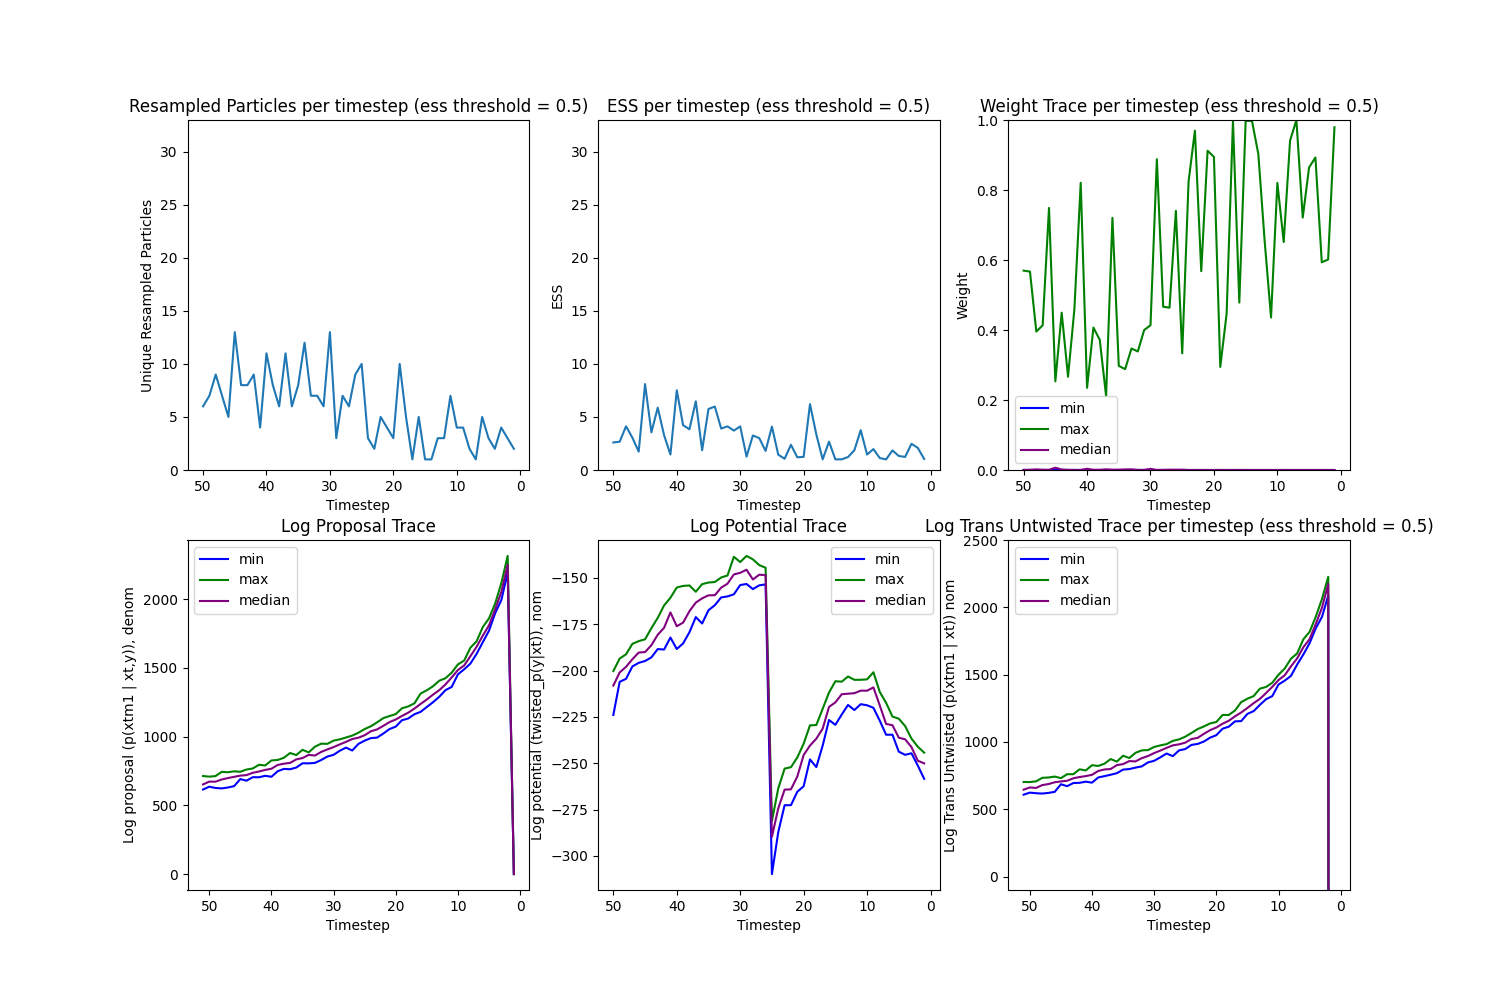 Resampled Particles per timestep (ess threshold = 0.5)
Unique Resampled Particles
30
25
20
15
10
5
0
50 40 30 20 10 0
Timestep
ESS per timestep (ess threshold = 0.5)
ESS
30
25
20
15
10
5
0
50 40 30 20 10 0
Timestep
Weight Trace per timestep (ess threshold = 0.5)
Weight
1.0
0.8
0.6
0.4
0.2
0.0
min
max
median
50 40 30 20 10 0
Timestep
Log Proposal Trace
Log proposal (p(xtm1 | xt,y)), denom
2000
1500
1000
500
0
min
max
median
50 40 30 20 10 0
Timestep
Log Potential Trace
Log potential (twisted_p(y|xt)), nom
−150
−175
−200
−225
−250
−275
−300
min
max
median
50 40 30 20 10 0
Timestep
Log Trans Untwisted Trace per timestep (ess threshold = 0.5)
Log Trans Untwisted (p(xtm1 | xt)) nom
2500
2000
1500
1000
500
0
min
max
median
50 40 30 20 10 0
Timestep